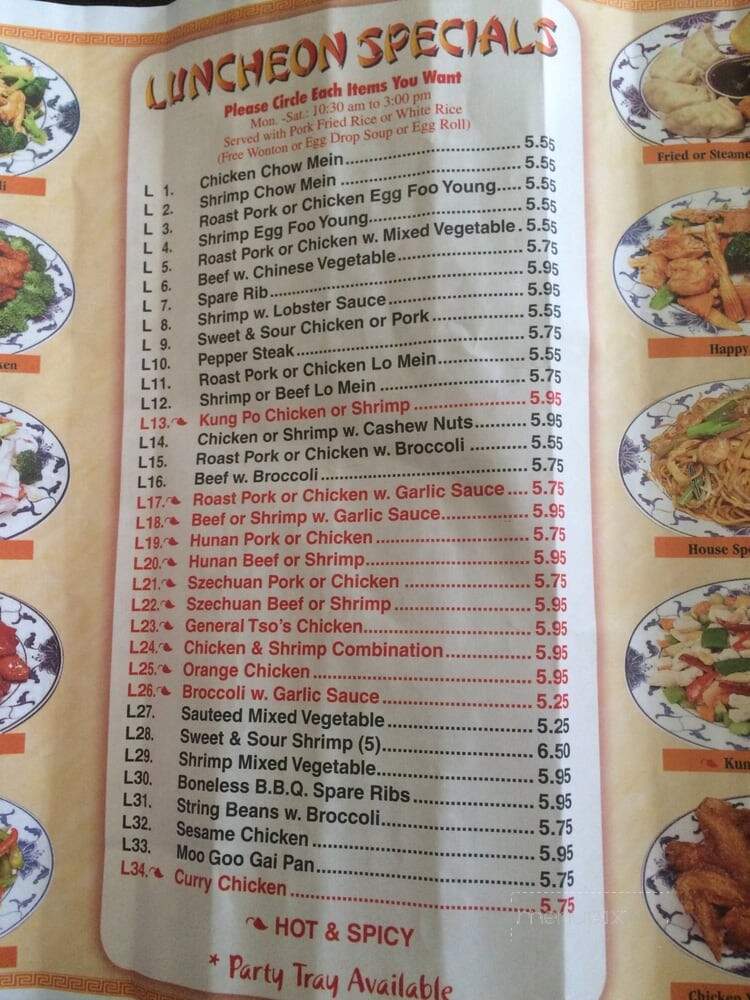 LUNCHEON SPECIALS
Please Circle Each Items You Want
Mon. -Sat.: 10:30 am to 3:00 pm
Served with Pork Fried Rice or White Rice
(Free Wonton or Egg Drop Soup or Egg Roll)
L 1. Chicken Chow Mein 5.55
L 2. Shrimp Chow Mein 5.55
L 3. Roast Pork or Chicken Egg Foo Young 5.55
L 4. Shrimp Egg Foo Young 5.55
L 5. Roast Pork or Chicken w. Mixed Vegetable 5.55
L 6. Beef w. Chinese Vegetable 5.75
L 7. Spare Rib 5.95
L 8. Shrimp w. Lobster Sauce 5.95
L 9. Sweet & Sour Chicken or Pork 5.55
L10. Pepper Steak 5.75
L11. Roast Pork or Chicken Lo Mein 5.55
L12. Shrimp or Beef Lo Mein 5.75
L13. Kung Po Chicken or Shrimp 5.95
L14. Chicken or Shrimp w. Cashew Nuts 5.95
L15. Roast Pork or Chicken w. Broccoli 5.55
L16. Beef w. Broccoli 5.75
L17. Roast Pork or Chicken w. Garlic Sauce 5.75
L18. Beef or Shrimp w. Garlic Sauce 5.95
L19. Hunan Pork or Chicken 5.75
L20. Hunan Beef or Shrimp 5.95
L21. Szechuan Pork or Chicken 5.75
L22. Szechuan Beef or Shrimp 5.95
L23. General Tso's Chicken 5.95
L24. Chicken & Shrimp Combination 5.95
L25. Orange Chicken 5.95
L26. Broccoli w. Garlic Sauce 5.25
L27. Sauteed Mixed Vegetable 5.25
L28. Sweet & Sour Shrimp (5) 6.50
L29. Shrimp Mixed Vegetable 5.95
L30. Boneless B.B.Q. Spare Ribs 5.95
L31. String Beans w. Broccoli 5.75
L32. Sesame Chicken 5.95
L33. Moo Goo Gai Pan 5.75
L34. Curry Chicken 5.75
HOT & SPICY
* Party Tray Available
Fried or Steame
Happy
House Spe
Kun
Chicken